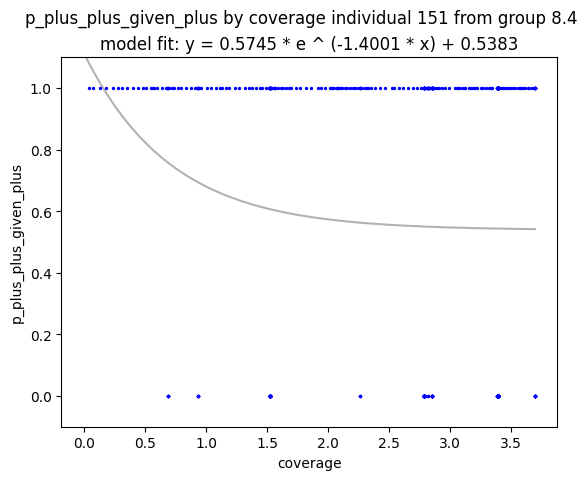 p_plus_plus_given_plus by coverage individual 151 from group 8.4
model fit: y = 0.5745 * e ^ (-1.4001 * x) + 0.5383
p_plus_plus_given_plus
1.0
0.8
0.6
0.4
0.2
0.0
0.0 0.5 1.0 1.5 2.0 2.5 3.0 3.5
coverage